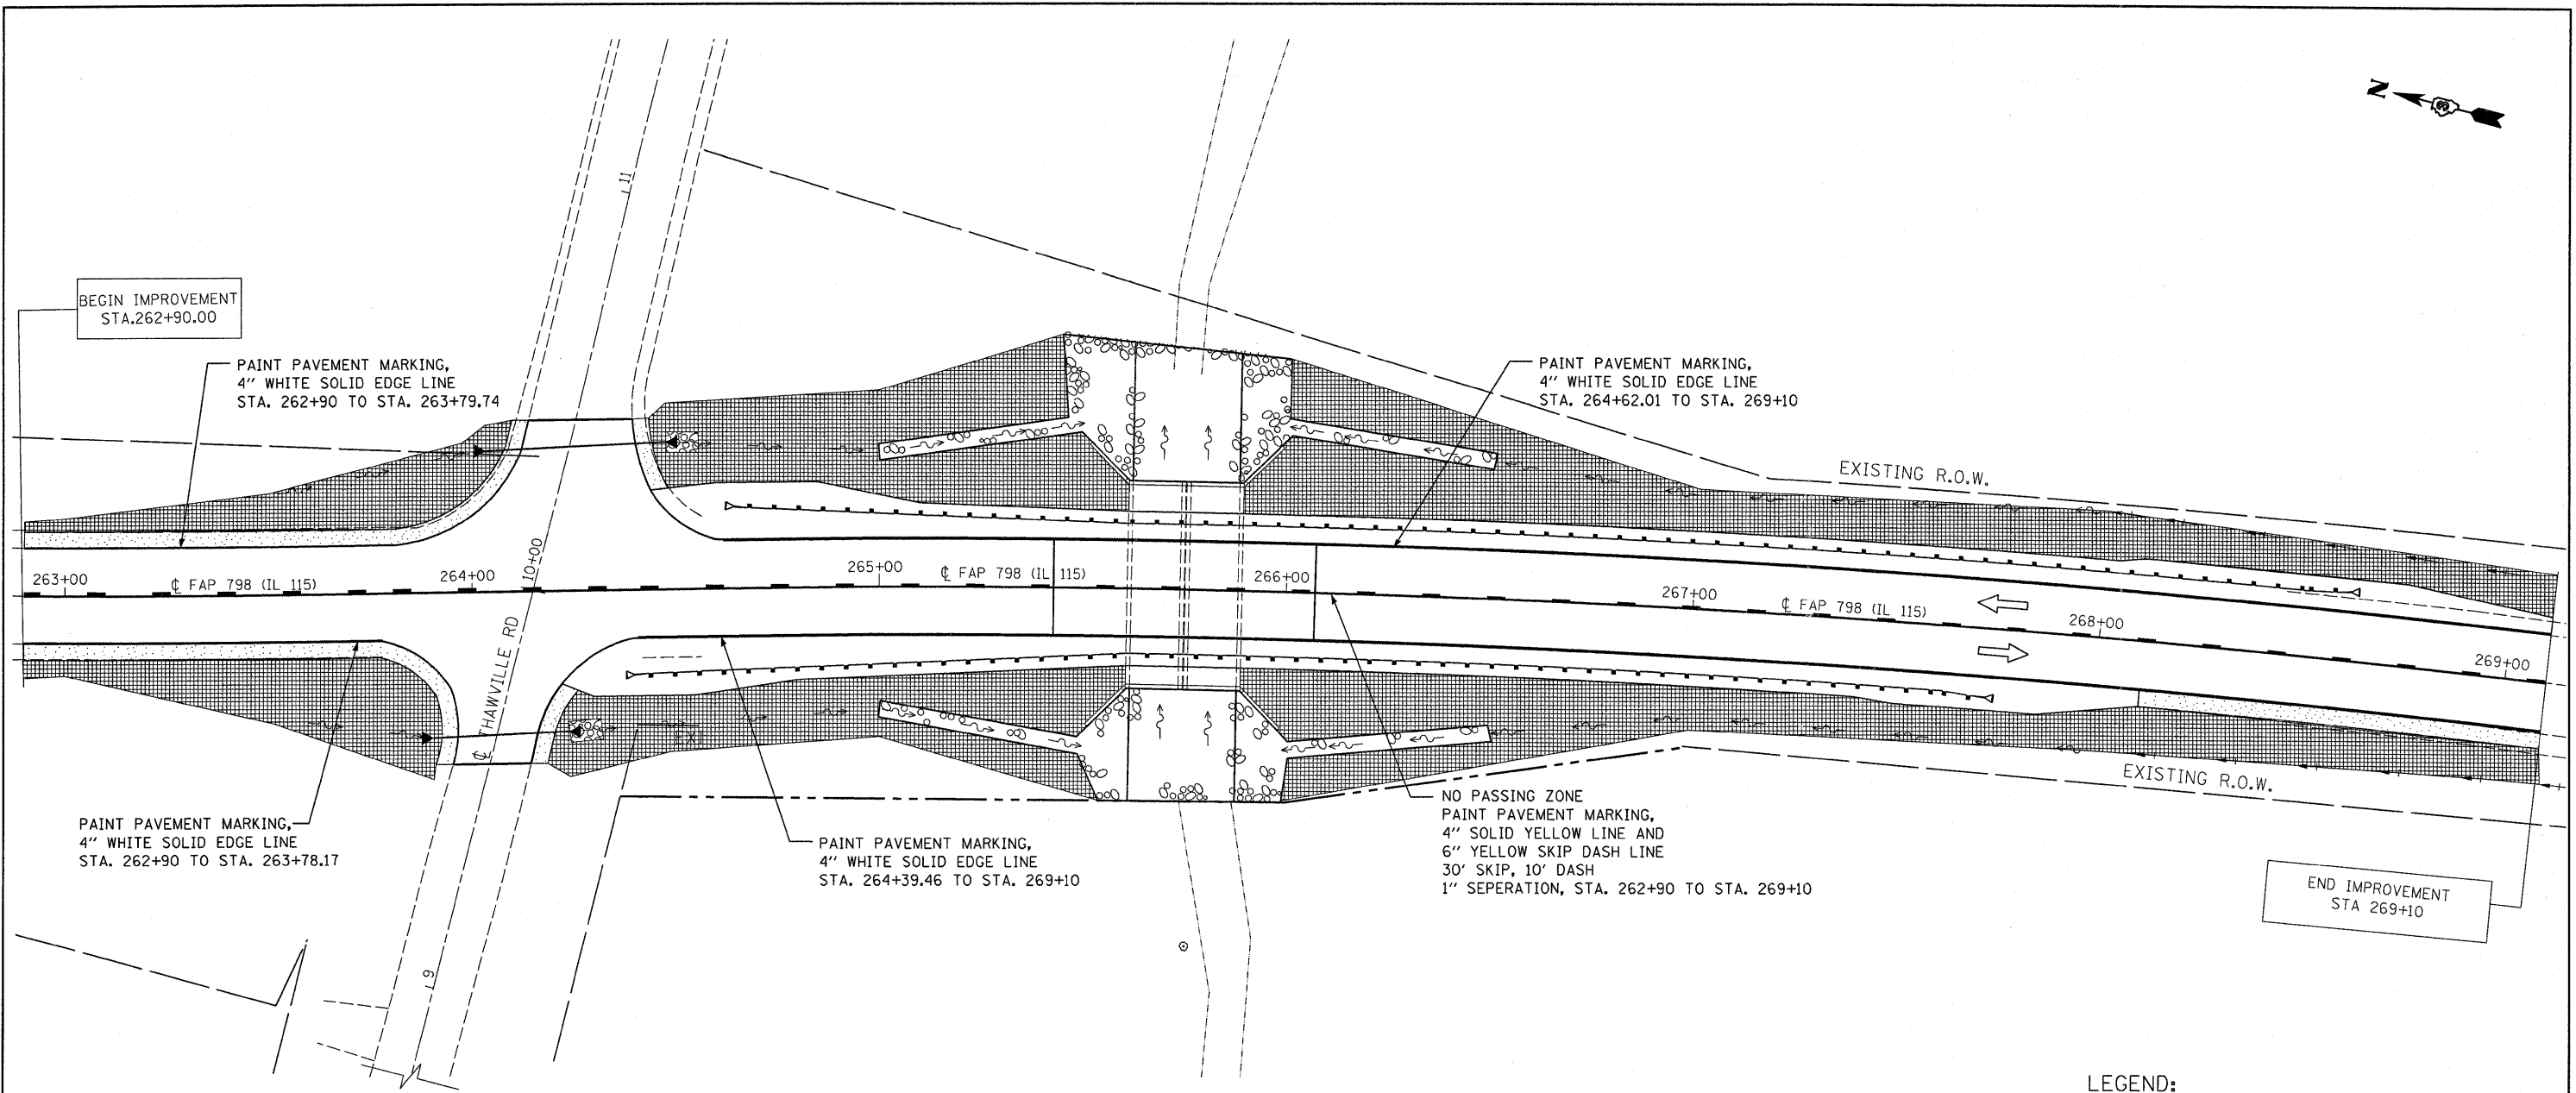 N
BEGIN IMPROVEMENT
STA.262+90.00
PAINT PAVEMENT MARKING,
4" WHITE SOLID EDGE LINE
STA. 262+90 TO STA. 263+79.74
11
PAINT PAVEMENT MARKING,
4" WHITE SOLID EDGE LINE
STA. 264+62.01 TO STA. 269+10
EXISTING R.O.W.
263+00
℄ FAP 798 (IL 115)
264+00
10+00
265+00
℄ FAP 798 (IL 115)
266+00
267+00
℄ FAP 798 (IL 115)
268+00
269+00
℄ THAWVILLE RD
EXI
EXISTING R.O.W.
PAINT PAVEMENT MARKING,
4" WHITE SOLID EDGE LINE
STA. 262+90 TO STA. 263+78.17
PAINT PAVEMENT MARKING,
4" WHITE SOLID EDGE LINE
STA. 264+39.46 TO STA. 269+10
NO PASSING ZONE
PAINT PAVEMENT MARKING,
4" SOLID YELLOW LINE AND
6" YELLOW SKIP DASH LINE
30' SKIP, 10' DASH
1" SEPERATION, STA. 262+90 TO STA. 269+10
END IMPROVEMENT
STA 269+10
9
LEGEND: